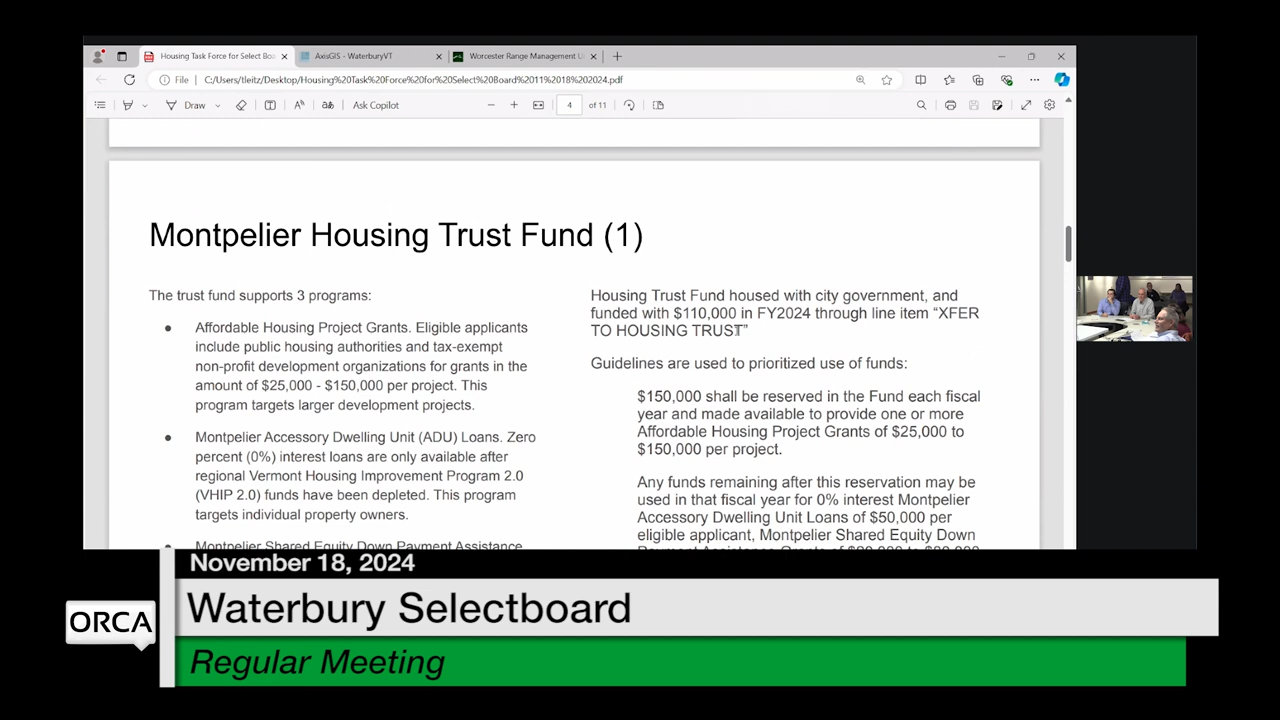 Housing Task Force for Select Boa
AxisGIS - WaterburyVT
Worcester Range Management U
File
C:/Users/tleitz/Desktop/Housing%20Task%20Force%20for%20Select%20Board%2011%2018%202024.pdf
Draw
Ask Copilot
4 of 11
Montpelier Housing Trust Fund (1)
The trust fund supports 3 programs:
● Affordable Housing Project Grants. Eligible applicants
include public housing authorities and tax-exempt
non-profit development organizations for grants in the
amount of $25,000 - $150,000 per project. This
program targets larger development projects.
● Montpelier Accessory Dwelling Unit (ADU) Loans. Zero
percent (0%) interest loans are only available after
regional Vermont Housing Improvement Program 2.0
(VHIP 2.0) funds have been depleted. This program
targets individual property owners.
● Montpelier Shared Equity Down Payment Assistance
Housing Trust Fund housed with city government, and
funded with $110,000 in FY2024 through line item “XFER
TO HOUSING TRUST”
Guidelines are used to prioritized use of funds:
$150,000 shall be reserved in the Fund each fiscal
year and made available to provide one or more
Affordable Housing Project Grants of $25,000 to
$150,000 per project.
Any funds remaining after this reservation may be
used in that fiscal year for 0% interest Montpelier
Accessory Dwelling Unit Loans of $50,000 per
eligible applicant, Montpelier Shared Equity Down
November 18, 2024
ORCA
Waterbury Selectboard
Regular Meeting